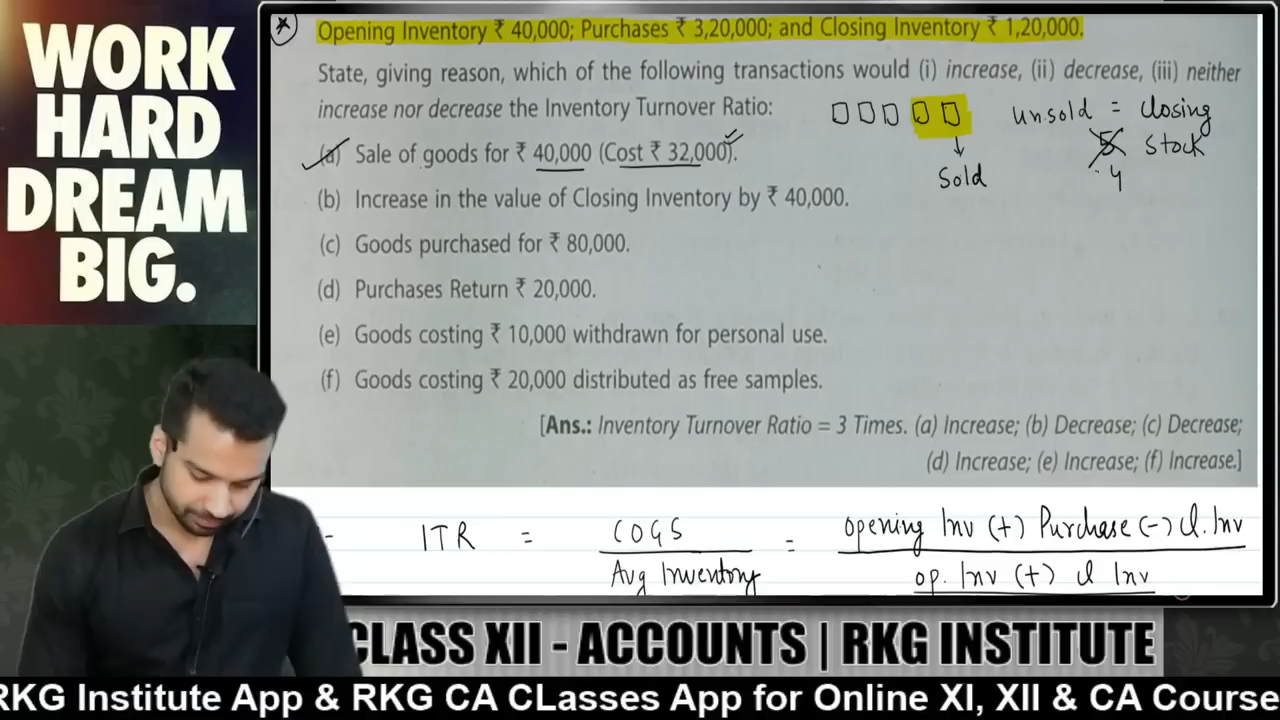 WORK
HARD
DREAM
BIG.
Opening Inventory ₹ 40,000; Purchases ₹ 3,20,000; and Closing Inventory ₹ 1,20,000.
State, giving reason, which of the following transactions would (i) increase, (ii) decrease, (iii) neither
increase nor decrease the Inventory Turnover Ratio:
(a) Sale of goods for ₹ 40,000 (Cost ₹ 32,000).
(b) Increase in the value of Closing Inventory by ₹ 40,000.
(c) Goods purchased for ₹ 80,000.
(d) Purchases Return ₹ 20,000.
(e) Goods costing ₹ 10,000 withdrawn for personal use.
(f) Goods costing ₹ 20,000 distributed as free samples.
[Ans.: Inventory Turnover Ratio = 3 Times. (a) Increase; (b) Decrease; (c) Decrease;
(d) Increase; (e) Increase; (f) Increase.]
unsold = closing
5 stock
4
Sold
ITR = COGS = opening Inv (+) Purchase (-) cl. Inv
Avg Inventory op. Inv (+) cl Inv
CLASS XII - ACCOUNTS | RKG INSTITUTE
RKG Institute App & RKG CA CLasses App for Online XI, XII & CA Course